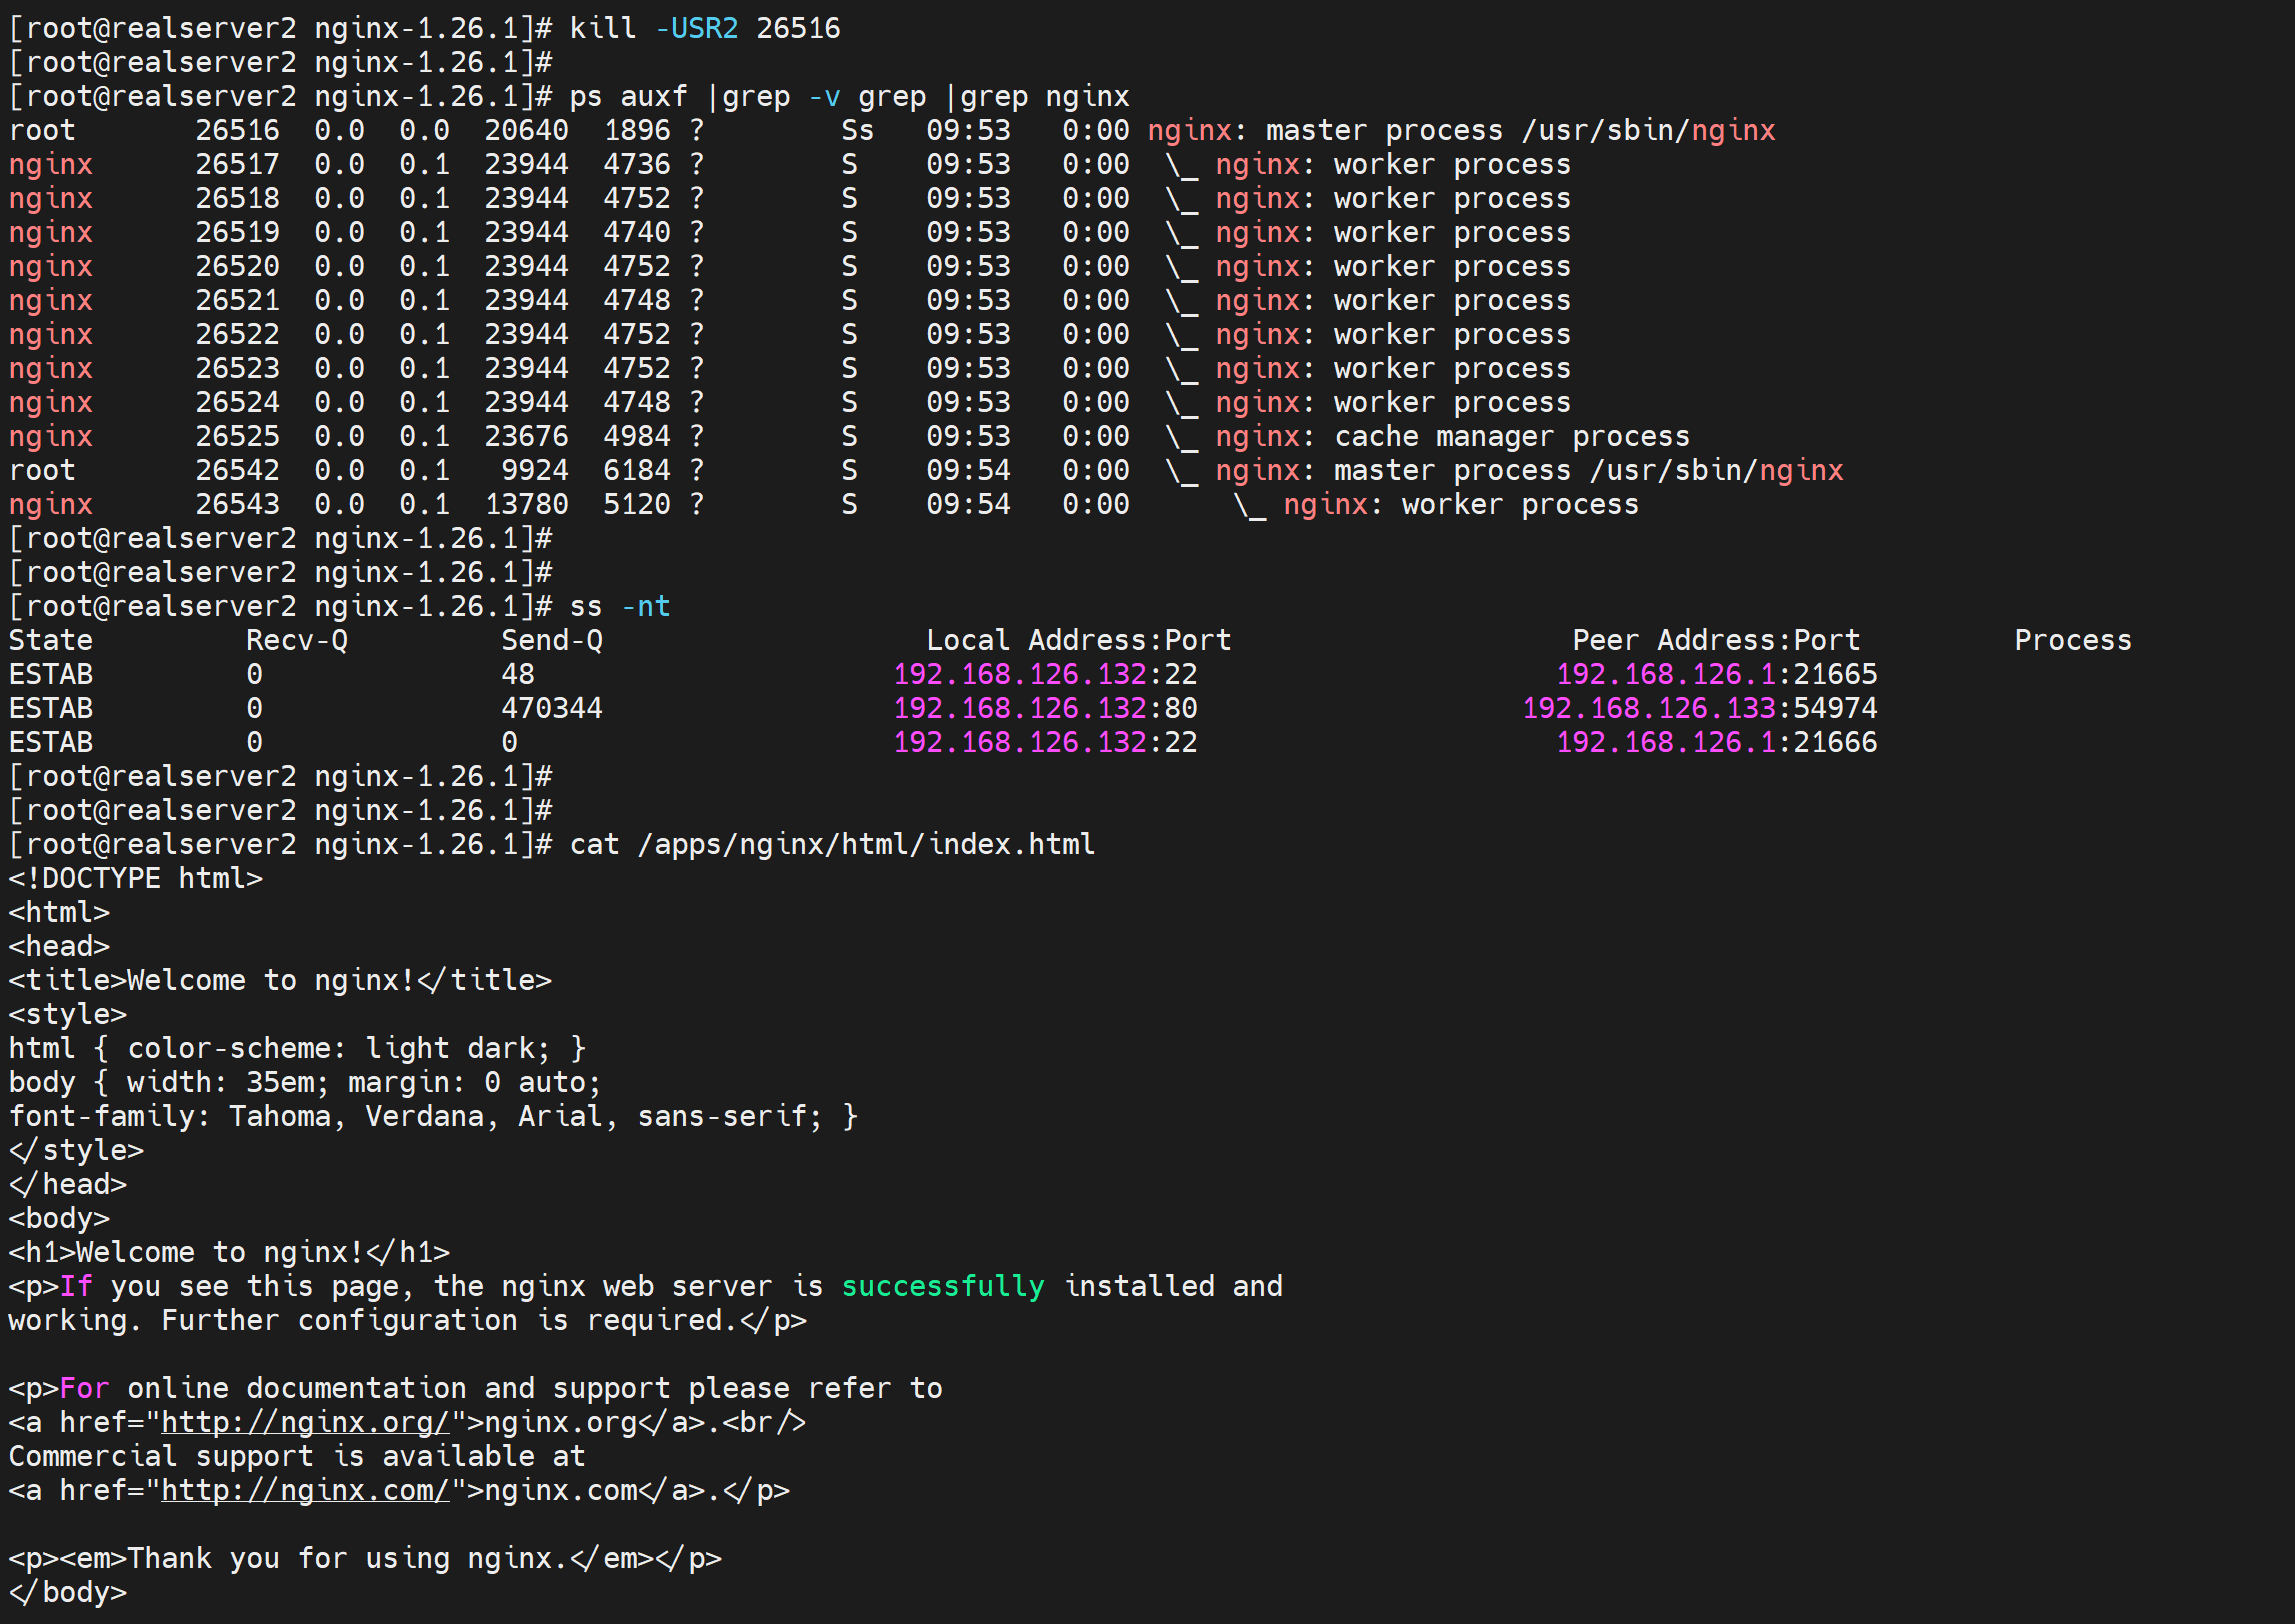 [root@realserver2 nginx-1.26.1]# kill -USR2 26516
[root@realserver2 nginx-1.26.1]#
[root@realserver2 nginx-1.26.1]# ps auxf |grep -v grep |grep nginx
root       26516  0.0  0.0  20640  1896 ?        Ss   09:53   0:00 nginx: master process /usr/sbin/nginx
nginx      26517  0.0  0.1  23944  4736 ?        S    09:53   0:00  \_ nginx: worker process
nginx      26518  0.0  0.1  23944  4752 ?        S    09:53   0:00  \_ nginx: worker process
nginx      26519  0.0  0.1  23944  4740 ?        S    09:53   0:00  \_ nginx: worker process
nginx      26520  0.0  0.1  23944  4752 ?        S    09:53   0:00  \_ nginx: worker process
nginx      26521  0.0  0.1  23944  4748 ?        S    09:53   0:00  \_ nginx: worker process
nginx      26522  0.0  0.1  23944  4752 ?        S    09:53   0:00  \_ nginx: worker process
nginx      26523  0.0  0.1  23944  4752 ?        S    09:53   0:00  \_ nginx: worker process
nginx      26524  0.0  0.1  23944  4748 ?        S    09:53   0:00  \_ nginx: worker process
nginx      26525  0.0  0.1  23676  4984 ?        S    09:53   0:00  \_ nginx: cache manager process
root       26542  0.0  0.1   9924  6184 ?        S    09:54   0:00  \_ nginx: master process /usr/sbin/nginx
nginx      26543  0.0  0.1  13780  5120 ?        S    09:54   0:00      \_ nginx: worker process
[root@realserver2 nginx-1.26.1]#
[root@realserver2 nginx-1.26.1]#
[root@realserver2 nginx-1.26.1]# ss -nt
State         Recv-Q         Send-Q                   Local Address:Port                    Peer Address:Port         Process
ESTAB         0              48                     192.168.126.132:22                     192.168.126.1:21665
ESTAB         0              470344                 192.168.126.132:80                   192.168.126.133:54974
ESTAB         0              0                      192.168.126.132:22                     192.168.126.1:21666
[root@realserver2 nginx-1.26.1]#
[root@realserver2 nginx-1.26.1]#
[root@realserver2 nginx-1.26.1]# cat /apps/nginx/html/index.html
<!DOCTYPE html>
<html>
<head>
<title>Welcome to nginx!</title>
<style>
html { color-scheme: light dark; }
body { width: 35em; margin: 0 auto;
font-family: Tahoma, Verdana, Arial, sans-serif; }
</style>
</head>
<body>
<h1>Welcome to nginx!</h1>
<p>If you see this page, the nginx web server is successfully installed and
working. Further configuration is required.</p>

<p>For online documentation and support please refer to
<a href="http://nginx.org/">nginx.org</a>.<br/>
Commercial support is available at
<a href="http://nginx.com/">nginx.com</a>.</p>

<p><em>Thank you for using nginx.</em></p>
</body>